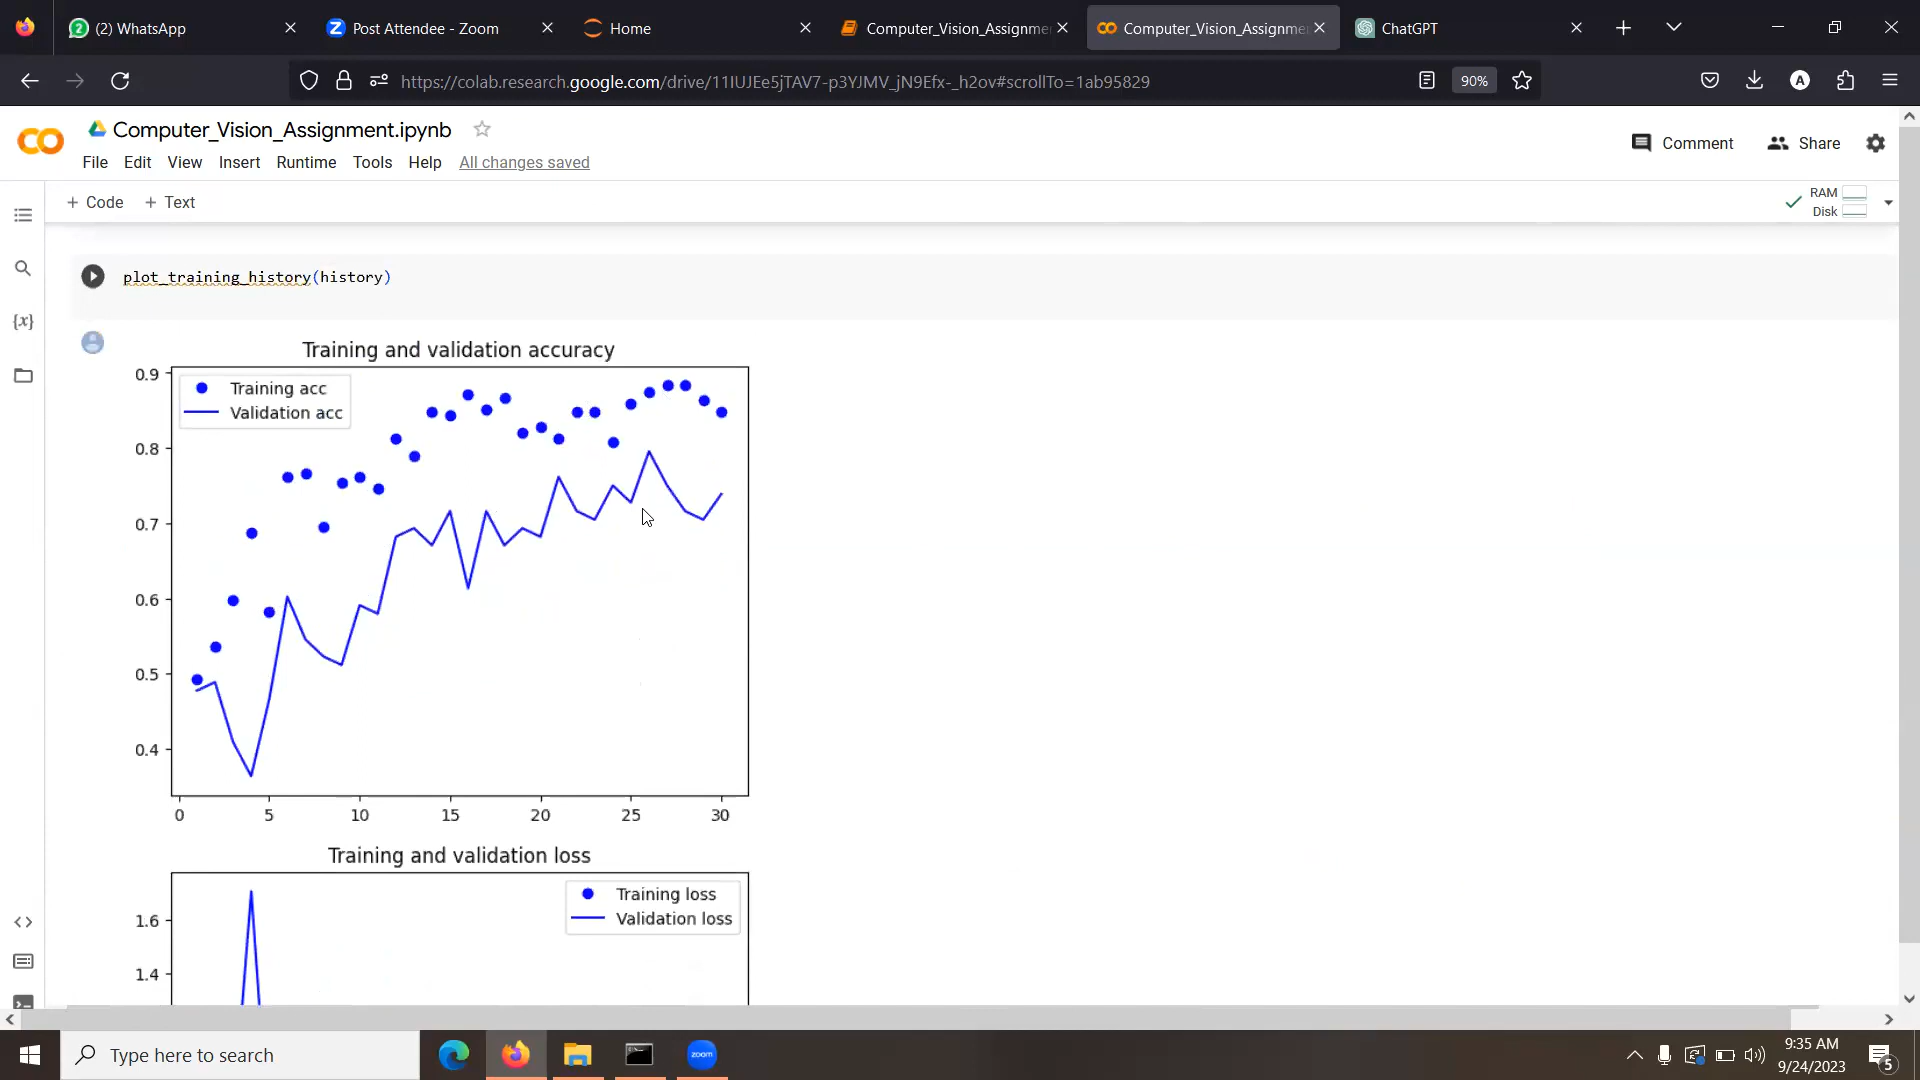 (2) WhatsApp
Post Attendee - Zoom
Home
Computer_Vision_Assignme
Computer_Vision_Assignme
ChatGPT
https://colab.research.google.com/drive/11IUJEe5jTAV7-p3YJMV_jN9Efx-_h2ov#scrollTo=1ab95829
90%
A
Computer_Vision_Assignment.ipynb
Comment
Share
File Edit View Insert Runtime Tools Help All changes saved
+ Code + Text
RAM
Disk
{x}
plot_training_history(history)
Training and validation accuracy
Training acc
Validation acc
0.9
0.8
0.7
0.6
0.5
0.4
0 5 10 15 20 25 30
Training and validation loss
Training loss
Validation loss
1.6
1.4
Type here to search
zoom
9:35 AM
9/24/2023
5